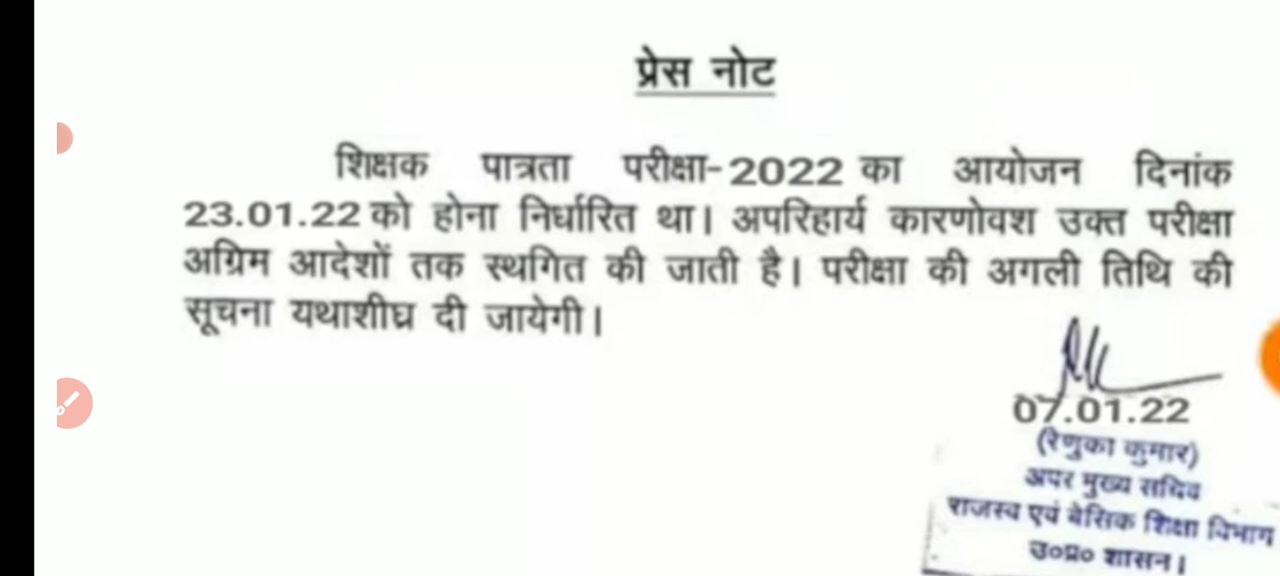 प्रेस नोट
शिक्षक पात्रता परीक्षा-2022 का आयोजन दिनांक
23.01.22 को होना निर्धारित था। अपरिहार्य कारणोवश उक्त परीक्षा
अग्रिम आदेशों तक स्थगित की जाती है। परीक्षा की अगली तिथि की
सूचना यथाशीघ्र दी जायेगी।
07.01.22
(रेणुका कुमार)
अपर मुख्य सचिव
राजस्व एवं बेसिक शिक्षा विभाग
उ०प्र० शासन।